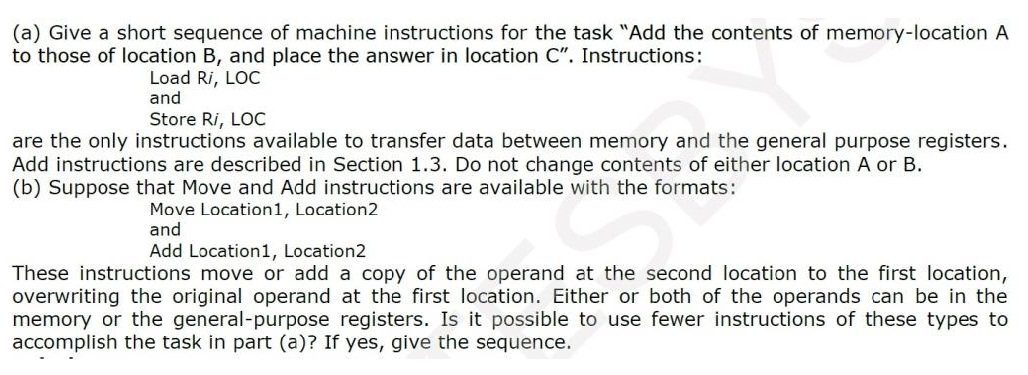 (a) Give a short sequence of machine instructions for the task “Add the contents of memory-location A
to those of location B, and place the answer in location C”. Instructions:
Load Ri, LOC
and
Store Ri, LOC
are the only instructions available to transfer data between memory and the general purpose registers.
Add instructions are described in Section 1.3. Do not change contents of either location A or B.
(b) Suppose that Move and Add instructions are available with the formats:
Move Location1, Location2
and
Add Location1, Location2
These instructions move or add a copy of the operand at the second location to the first location,
overwriting the original operand at the first location. Either or both of the operands can be in the
memory or the general-purpose registers. Is it possible to use fewer instructions of these types to
accomplish the task in part (a)? If yes, give the sequence.